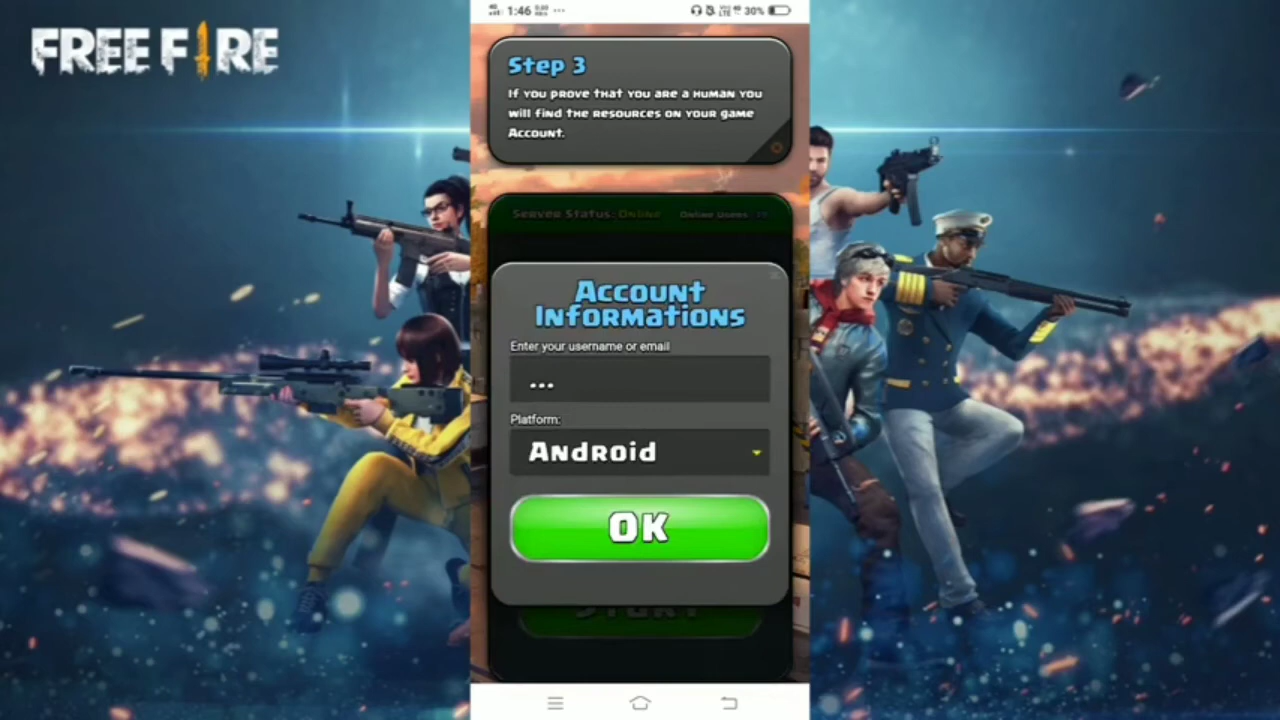 FREE FIRE
1:46
30%
Step 3
If you prove that you are a human you
will find the resources on your game
Account.
Server Status: Online
Account
Informations
Enter your username or email
...
Platform:
Android
OK
START